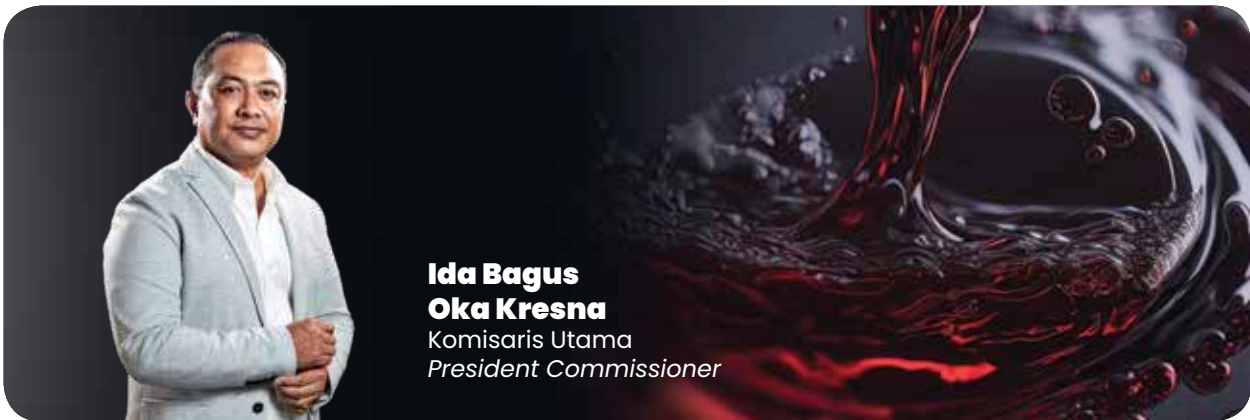 Ida Bagus
Oka Kresna
Komisaris Utama
President Commissioner